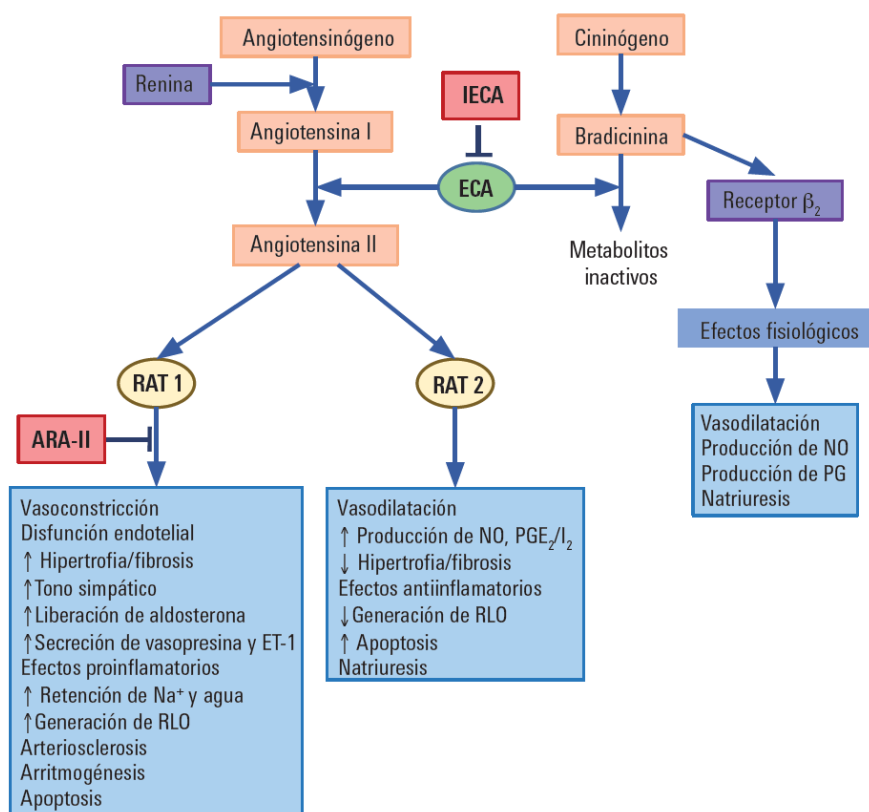 Angiotensinógeno
Cininógeno
Renina
IECA
Angiotensina I
Bradicinina
ECA
Receptor β₂
Angiotensina II
Metabolitos
inactivos
Efectos fisiológicos
RAT 1
RAT 2
ARA-II
Vasodilatación
Producción de NO
Producción de PG
Natriuresis
Vasoconstricción
Disfunción endotelial
↑ Hipertrofia/fibrosis
↑Tono simpático
↑Liberación de aldosterona
↑Secreción de vasopresina y ET-1
Efectos proinflamatorios
↑ Retención de Na⁺ y agua
↑Generación de RLO
Arteriosclerosis
Arritmogénesis
Apoptosis
Vasodilatación
↑ Producción de NO, PGE₂/I₂
↓ Hipertrofia/fibrosis
Efectos antiinflamatorios
↓Generación de RLO
↑ Apoptosis
Natriuresis